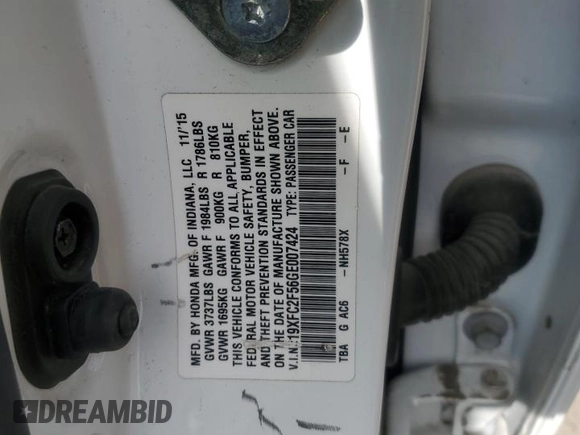 MFD. BY HONDA MFG. OF INDIANA, LLC 11/'15
GVWR 3737LBS GAWR F 1984LBS R 1786LBS
GVWR 1695KG GAWR F 900KG R 810KG
THIS VEHICLE CONFORMS TO ALL APPLICABLE
FEDERAL MOTOR VEHICLE SAFETY, BUMPER,
AND THEFT PREVENTION STANDARDS IN EFFECT
ON THE DATE OF MANUFACTURE SHOWN ABOVE.
V.I.N.: 19XFC2F56GE007424 TYPE: PASSENGER CAR
TBA G AC6 -NH578X -F -E
DREAMBID